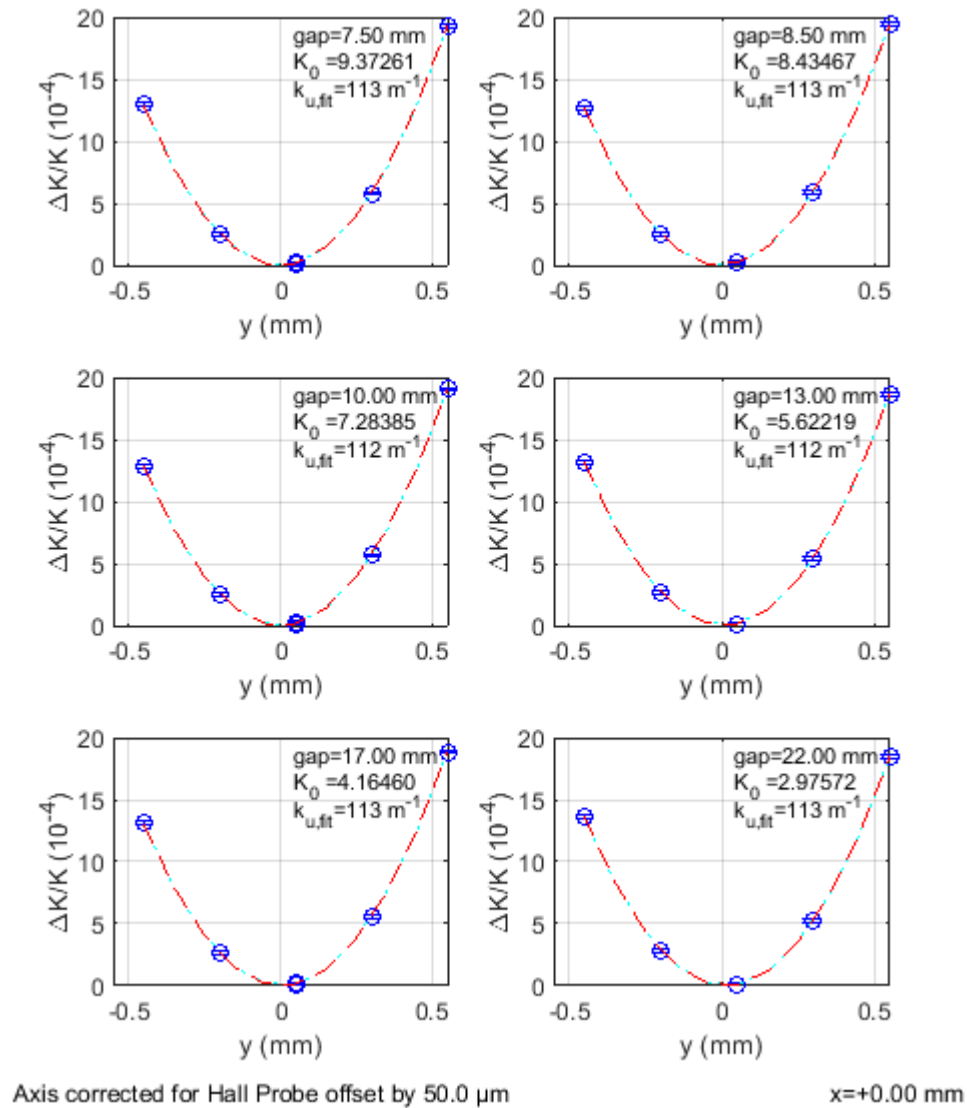 20
15
10
5
0
ΔK/K (10⁻⁴)
gap=7.50 mm
K₀ =9.37261
k_u,fit=113 m⁻¹
-0.5 0 0.5
y (mm)
20
15
10
5
0
ΔK/K (10⁻⁴)
gap=8.50 mm
K₀ =8.43467
k_u,fit=113 m⁻¹
-0.5 0 0.5
y (mm)
20
15
10
5
0
ΔK/K (10⁻⁴)
gap=10.00 mm
K₀ =7.28385
k_u,fit=112 m⁻¹
-0.5 0 0.5
y (mm)
20
15
10
5
0
ΔK/K (10⁻⁴)
gap=13.00 mm
K₀ =5.62219
k_u,fit=112 m⁻¹
-0.5 0 0.5
y (mm)
20
15
10
5
0
ΔK/K (10⁻⁴)
gap=17.00 mm
K₀ =4.16460
k_u,fit=113 m⁻¹
-0.5 0 0.5
y (mm)
20
15
10
5
0
ΔK/K (10⁻⁴)
gap=22.00 mm
K₀ =2.97572
k_u,fit=113 m⁻¹
-0.5 0 0.5
y (mm)
Axis corrected for Hall Probe offset by 50.0 μm
x=+0.00 mm